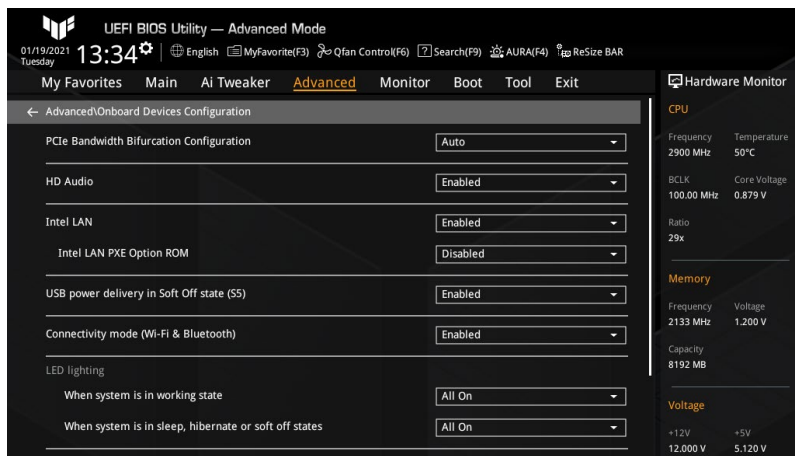 UEFI BIOS Utility — Advanced Mode
01/19/2021 Tuesday 13:34 English MyFavorite(F3) Qfan Control(F6) ? Search(F9) AURA(F4) ReSize BAR
My Favorites Main Ai Tweaker Advanced Monitor Boot Tool Exit
Hardware Monitor
← Advanced\Onboard Devices Configuration
PCIe Bandwidth Bifurcation Configuration Auto
HD Audio Enabled
Intel LAN Enabled
Intel LAN PXE Option ROM Disabled
USB power delivery in Soft Off state (S5) Enabled
Connectivity mode (Wi-Fi & Bluetooth) Enabled
LED lighting
When system is in working state All On
When system is in sleep, hibernate or soft off states All On
CPU
Frequency Temperature
2900 MHz 50°C
BCLK Core Voltage
100.00 MHz 0.879 V
Ratio
29x
Memory
Frequency Voltage
2133 MHz 1.200 V
Capacity
8192 MB
Voltage
+12V +5V
12.000 V 5.120 V